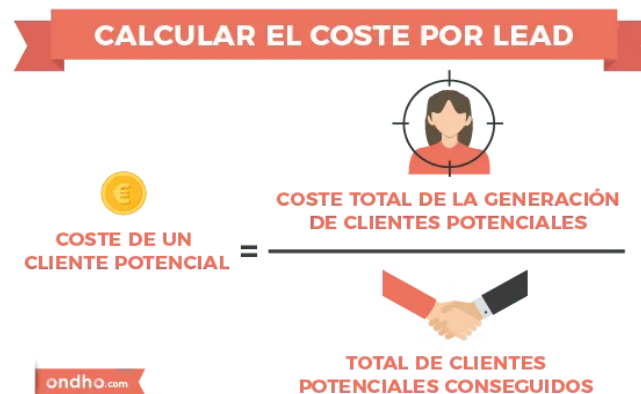 CALCULAR EL COSTE POR LEAD
€
COSTE DE UN
CLIENTE POTENCIAL
=
COSTE TOTAL DE LA GENERACIÓN
DE CLIENTES POTENCIALES
TOTAL DE CLIENTES
POTENCIALES CONSEGUIDOS
ondho.com